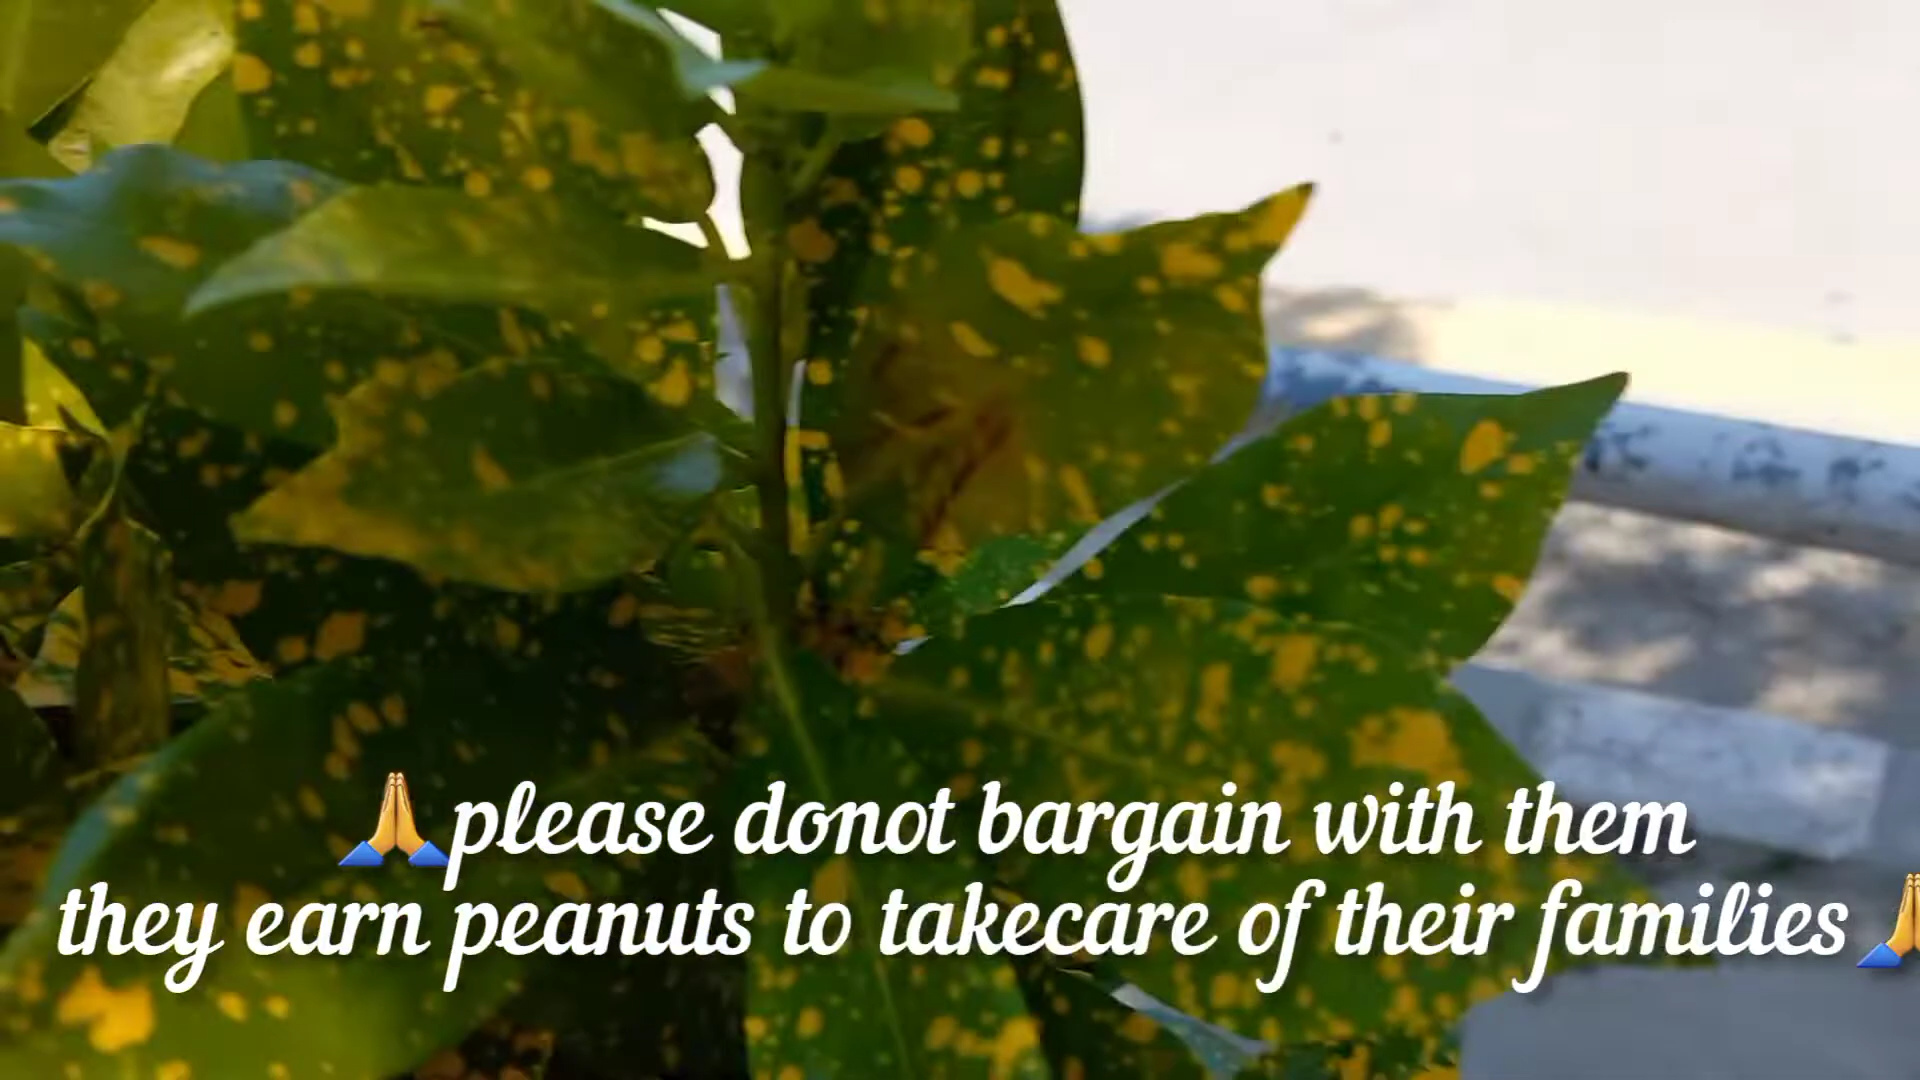 🙏please donot bargain with them
they earn peanuts to takecare of their families 🙏